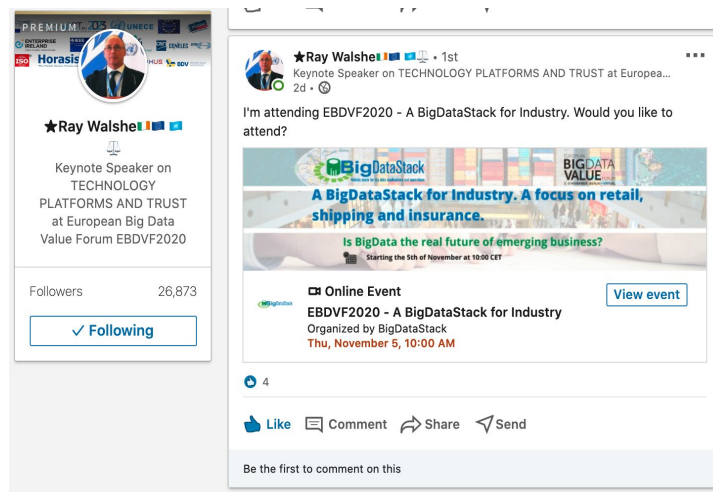 PREMIUM
UNECE
ENTERPRISE
IRELAND
ISO
Horasis
CENELEC
BDV
★Ray Walshe
Keynote Speaker on
TECHNOLOGY
PLATFORMS AND TRUST
at European Big Data
Value Forum EBDVF2020
Followers 26,873
✓ Following
★Ray Walshe • 1st
Keynote Speaker on TECHNOLOGY PLATFORMS AND TRUST at Europea...
2d •
I'm attending EBDVF2020 - A BigDataStack for Industry. Would you like to
attend?
BigDataStack
BIGDATA
VALUE
A BigDataStack for Industry. A focus on retail,
shipping and insurance.
Is BigData the real future of emerging business?
Starting the 5th of November at 10:00 CET
BigDataStack
Online Event
View event
EBDVF2020 - A BigDataStack for Industry
Organized by BigDataStack
Thu, November 5, 10:00 AM
4
Like Comment Share Send
Be the first to comment on this